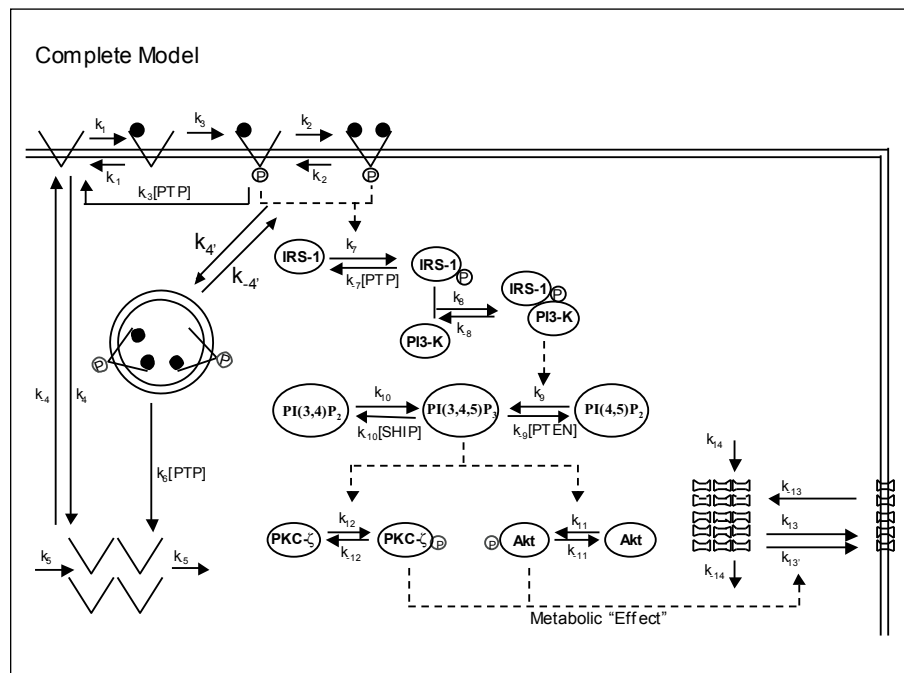 Complete Model
k1 k3 k2
k-1 k-2
P P
k-3[PTP]
k4'
k-4'
k7
IRS-1 IRS-1 P
k-7[PTP]
k8
IRS-1 P
k-8
PI3-K PI3-K
P P
k-4 k4
k10 k9
PI(3,4)P2 PI(3,4,5)P3 PI(4,5)P2
k-10[SHIP] k-9[PTEN]
k6[PTP]
k14
k-13
k12 k11 k13
PKC-ζ PKC-ζ P P Akt Akt
k-12 k-11 k13'
k5 k-5
k-14
Metabolic “Effect”